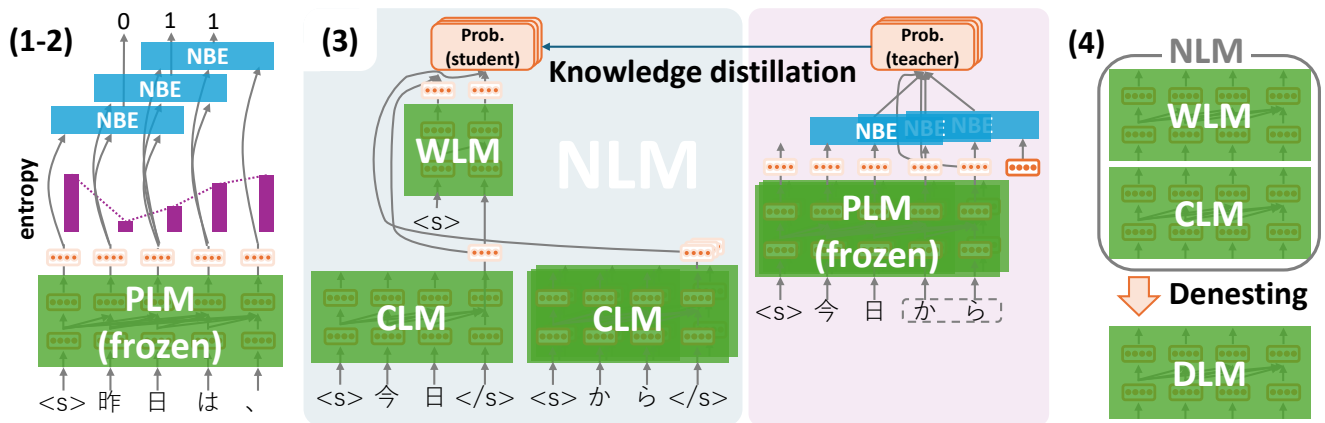 (1-2)
0 1 1
NBE
NBE
NBE
entropy
PLM
(frozen)
<s> 昨 日 は 、
(3)
Prob.
(student)
Knowledge distillation
Prob.
(teacher)
WLM
NLM
<s>
CLM
CLM
<s> 今 日 </s> <s> か ら </s>
NBE NBE NBE
PLM
(frozen)
<s> 今 日 か ら
(4)
NLM
WLM
CLM
Denesting
DLM